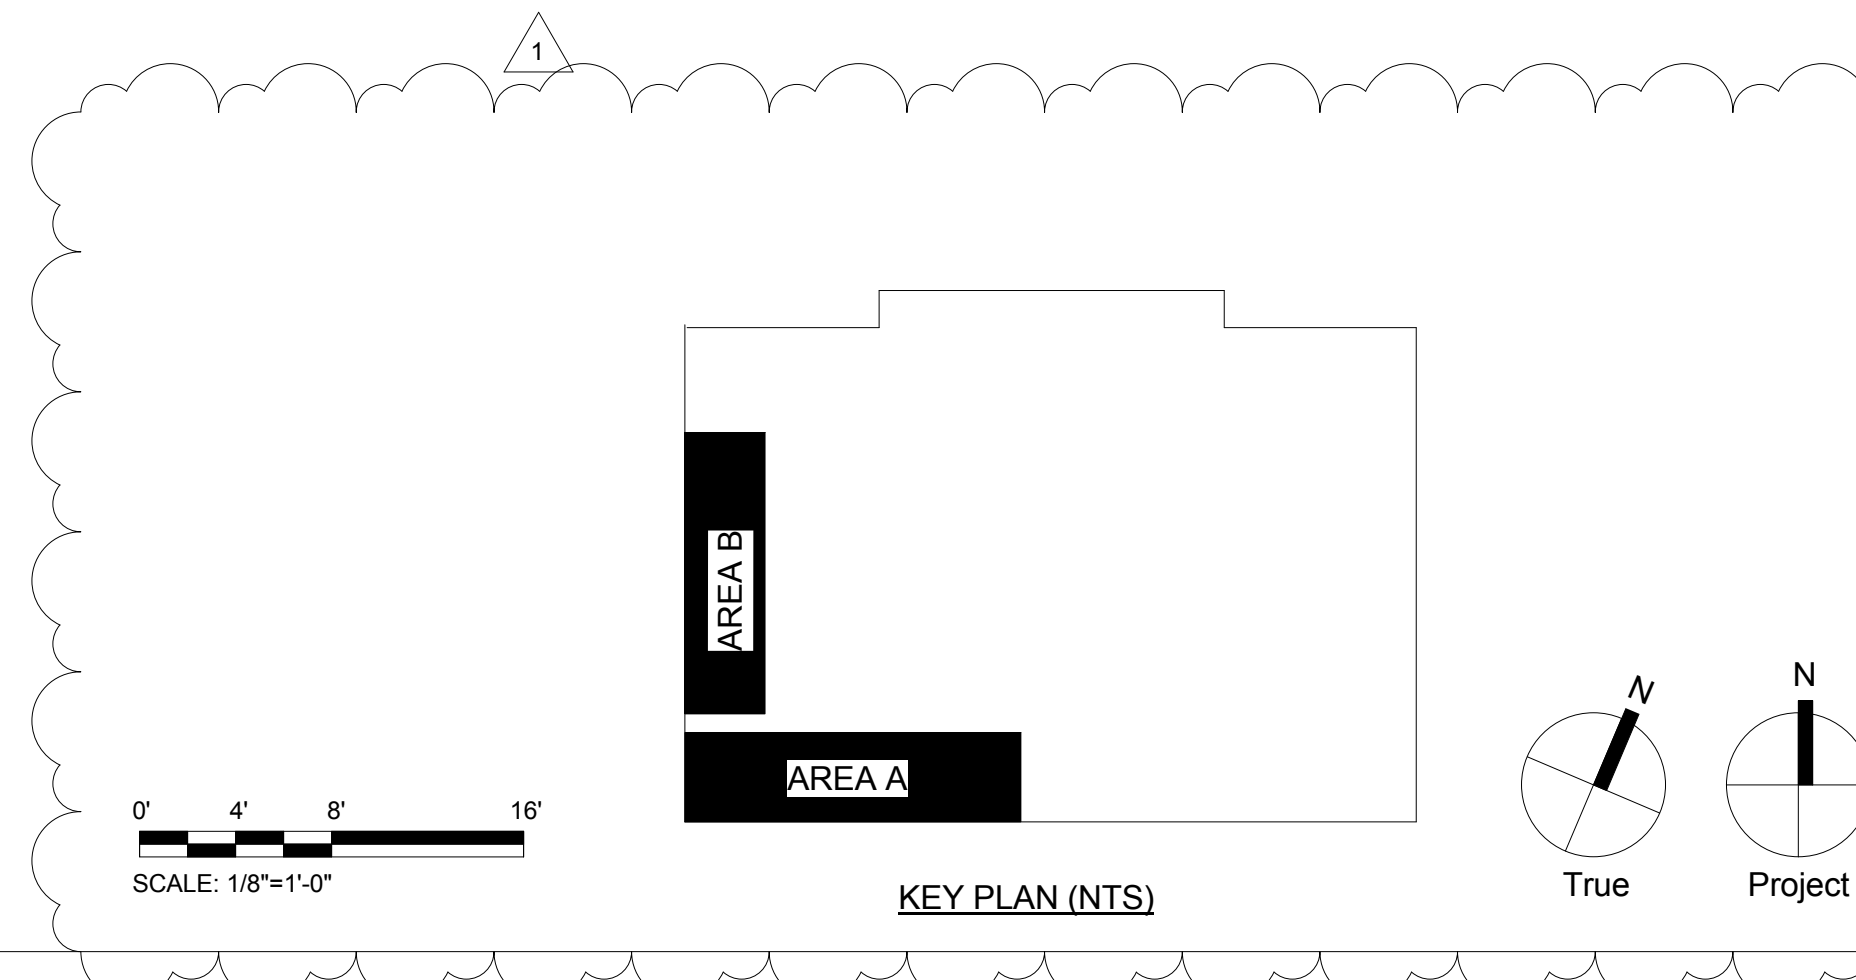 1
AREA B
AREA A
N
N
0' 4' 8' 16'
SCALE: 1/8"=1'-0"
KEY PLAN (NTS)
True
Project